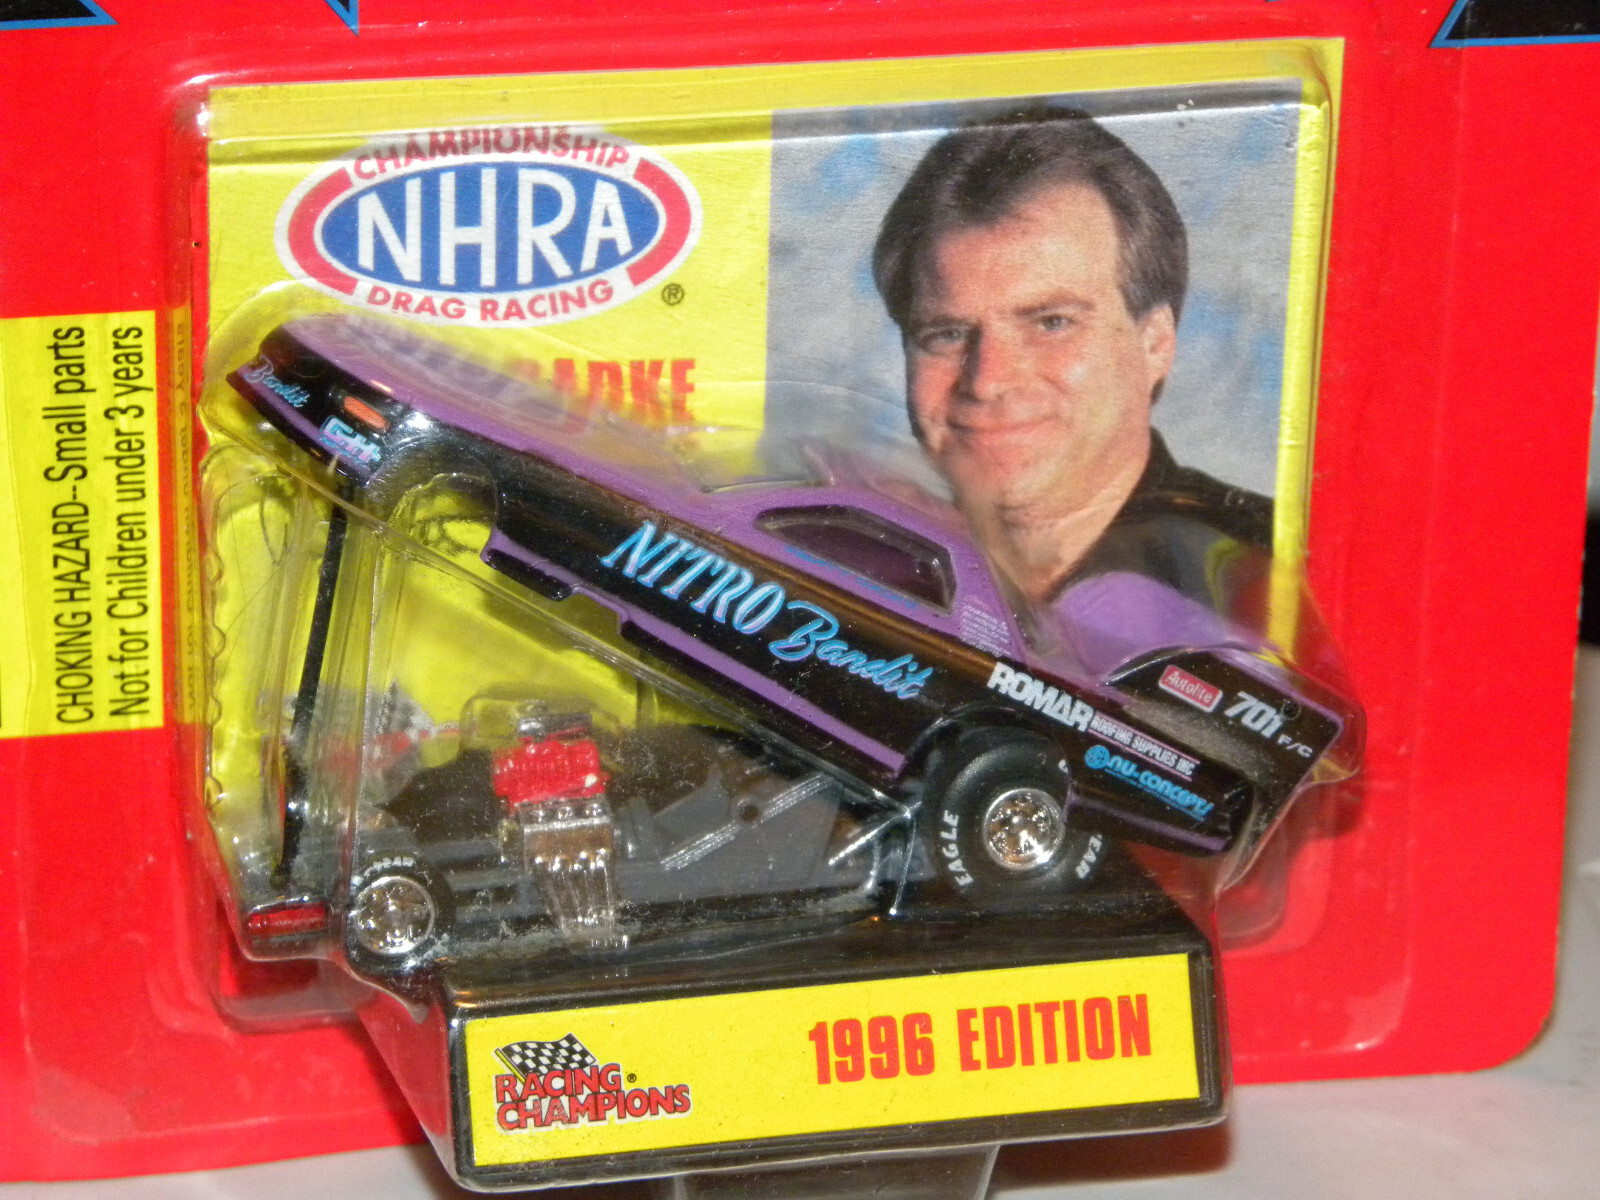 CHAMPIONSHIP
NHRA
DRAG RACING ®
CHOKING HAZARD--Small parts
Not for Children under 3 years
Bandit
NITRO Bandit
ROMAR
ROOFING SUPPLIES INC
Autolite
701 F/C
nu-concepts
EAGLE
1996 EDITION
RACING ®
CHAMPIONS